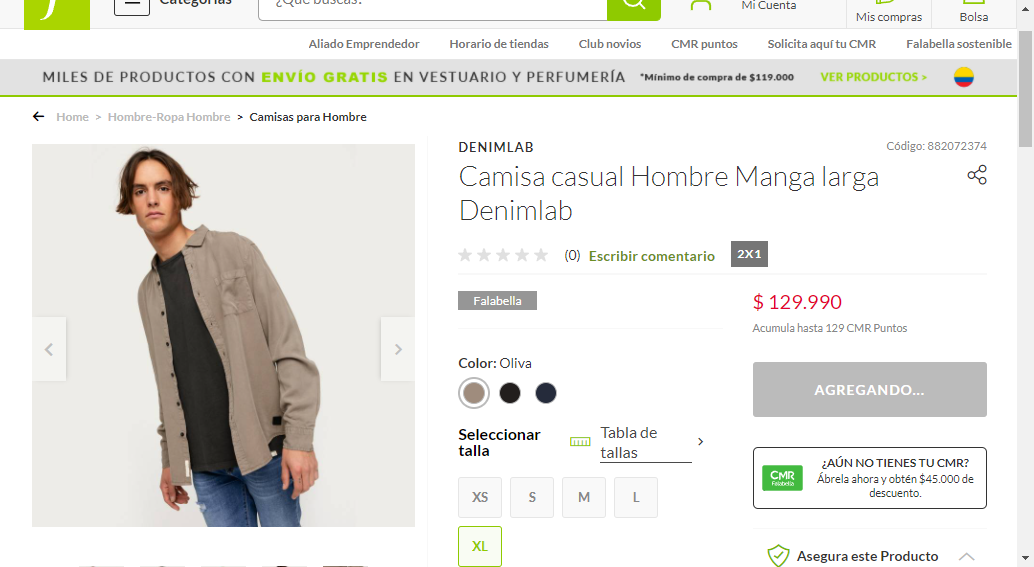 Categorías
¿Qué buscas?
Mi Cuenta
Mis compras
Bolsa
Aliado Emprendedor
Horario de tiendas
Club novios
CMR puntos
Solicita aquí tu CMR
Falabella sostenible
MILES DE PRODUCTOS CON ENVÍO GRATIS EN VESTUARIO Y PERFUMERÍA *Mínimo de compra de $119.000 VER PRODUCTOS >
Home > Hombre-Ropa Hombre > Camisas para Hombre
DENIMLAB
Código: 882072374
Camisa casual Hombre Manga larga
Denimlab
(0) Escribir comentario 2X1
Falabella
$ 129.990
Acumula hasta 129 CMR Puntos
Color: Oliva
AGREGANDO...
Seleccionar
talla
Tabla de
tallas
XS
S
M
L
XL
CMR
Falabella
¿AÚN NO TIENES TU CMR?
Ábrela ahora y obtén $45.000 de
descuento.
Asegura este Producto